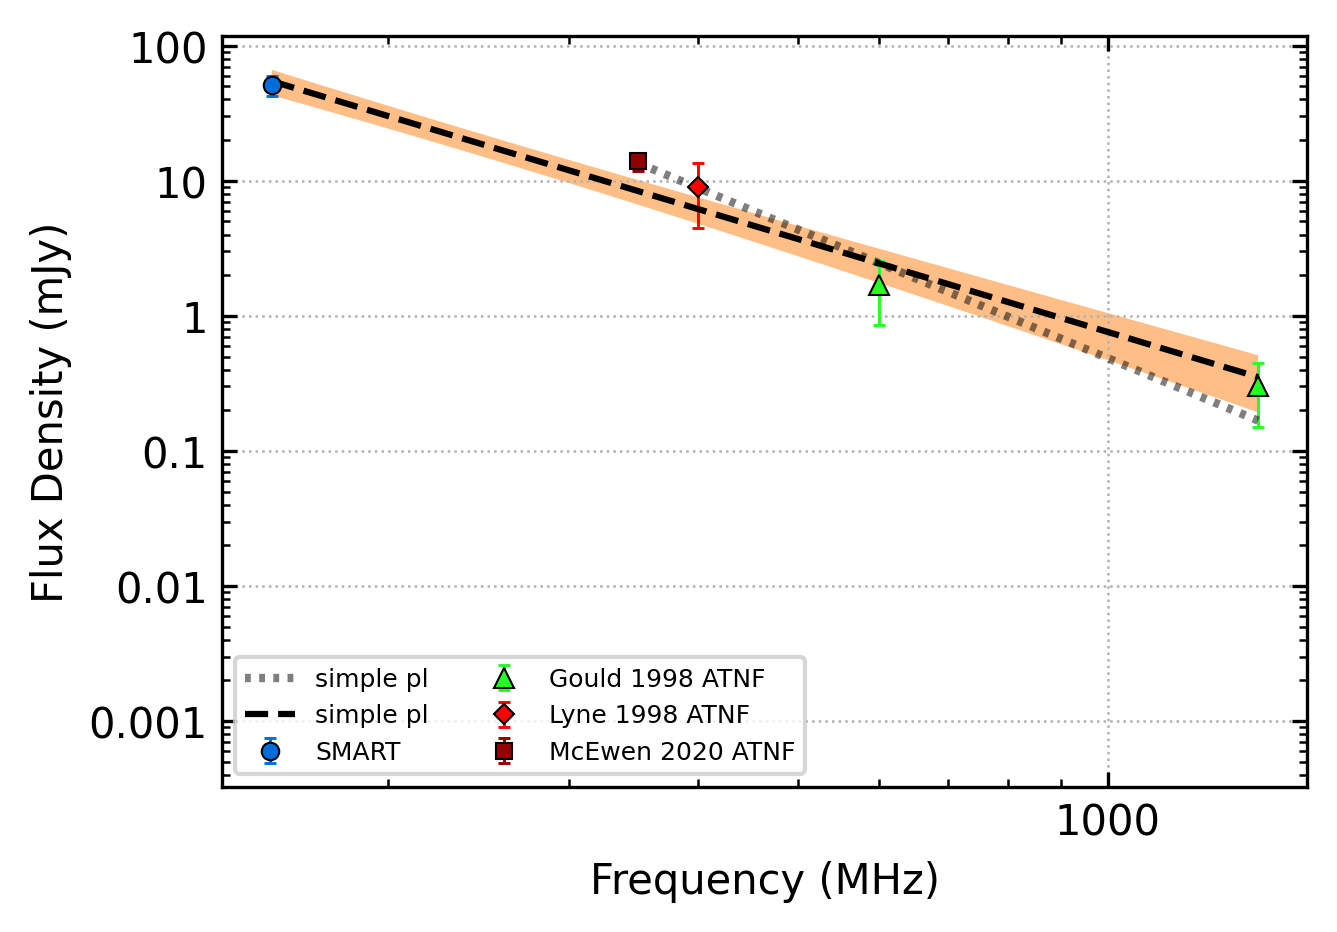 100
10
1
0.1
0.01
0.001
Flux Density (mJy)
simple pl
simple pl
SMART
Gould 1998 ATNF
Lyne 1998 ATNF
McEwen 2020 ATNF
1000
Frequency (MHz)